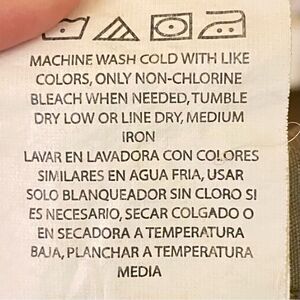 MACHINE WASH COLD WITH LIKE
COLORS, ONLY NON-CHLORINE
BLEACH WHEN NEEDED, TUMBLE
DRY LOW OR LINE DRY, MEDIUM
IRON
LAVAR EN LAVADORA CON COLORES
SIMILARES EN AGUA FRIA, USAR
SOLO BLANQUEADOR SIN CLORO SI
ES NECESARIO, SECAR COLGADO O
EN SECADORA A TEMPERATURA
BAJA, PLANCHAR A TEMPERATURA
MEDIA